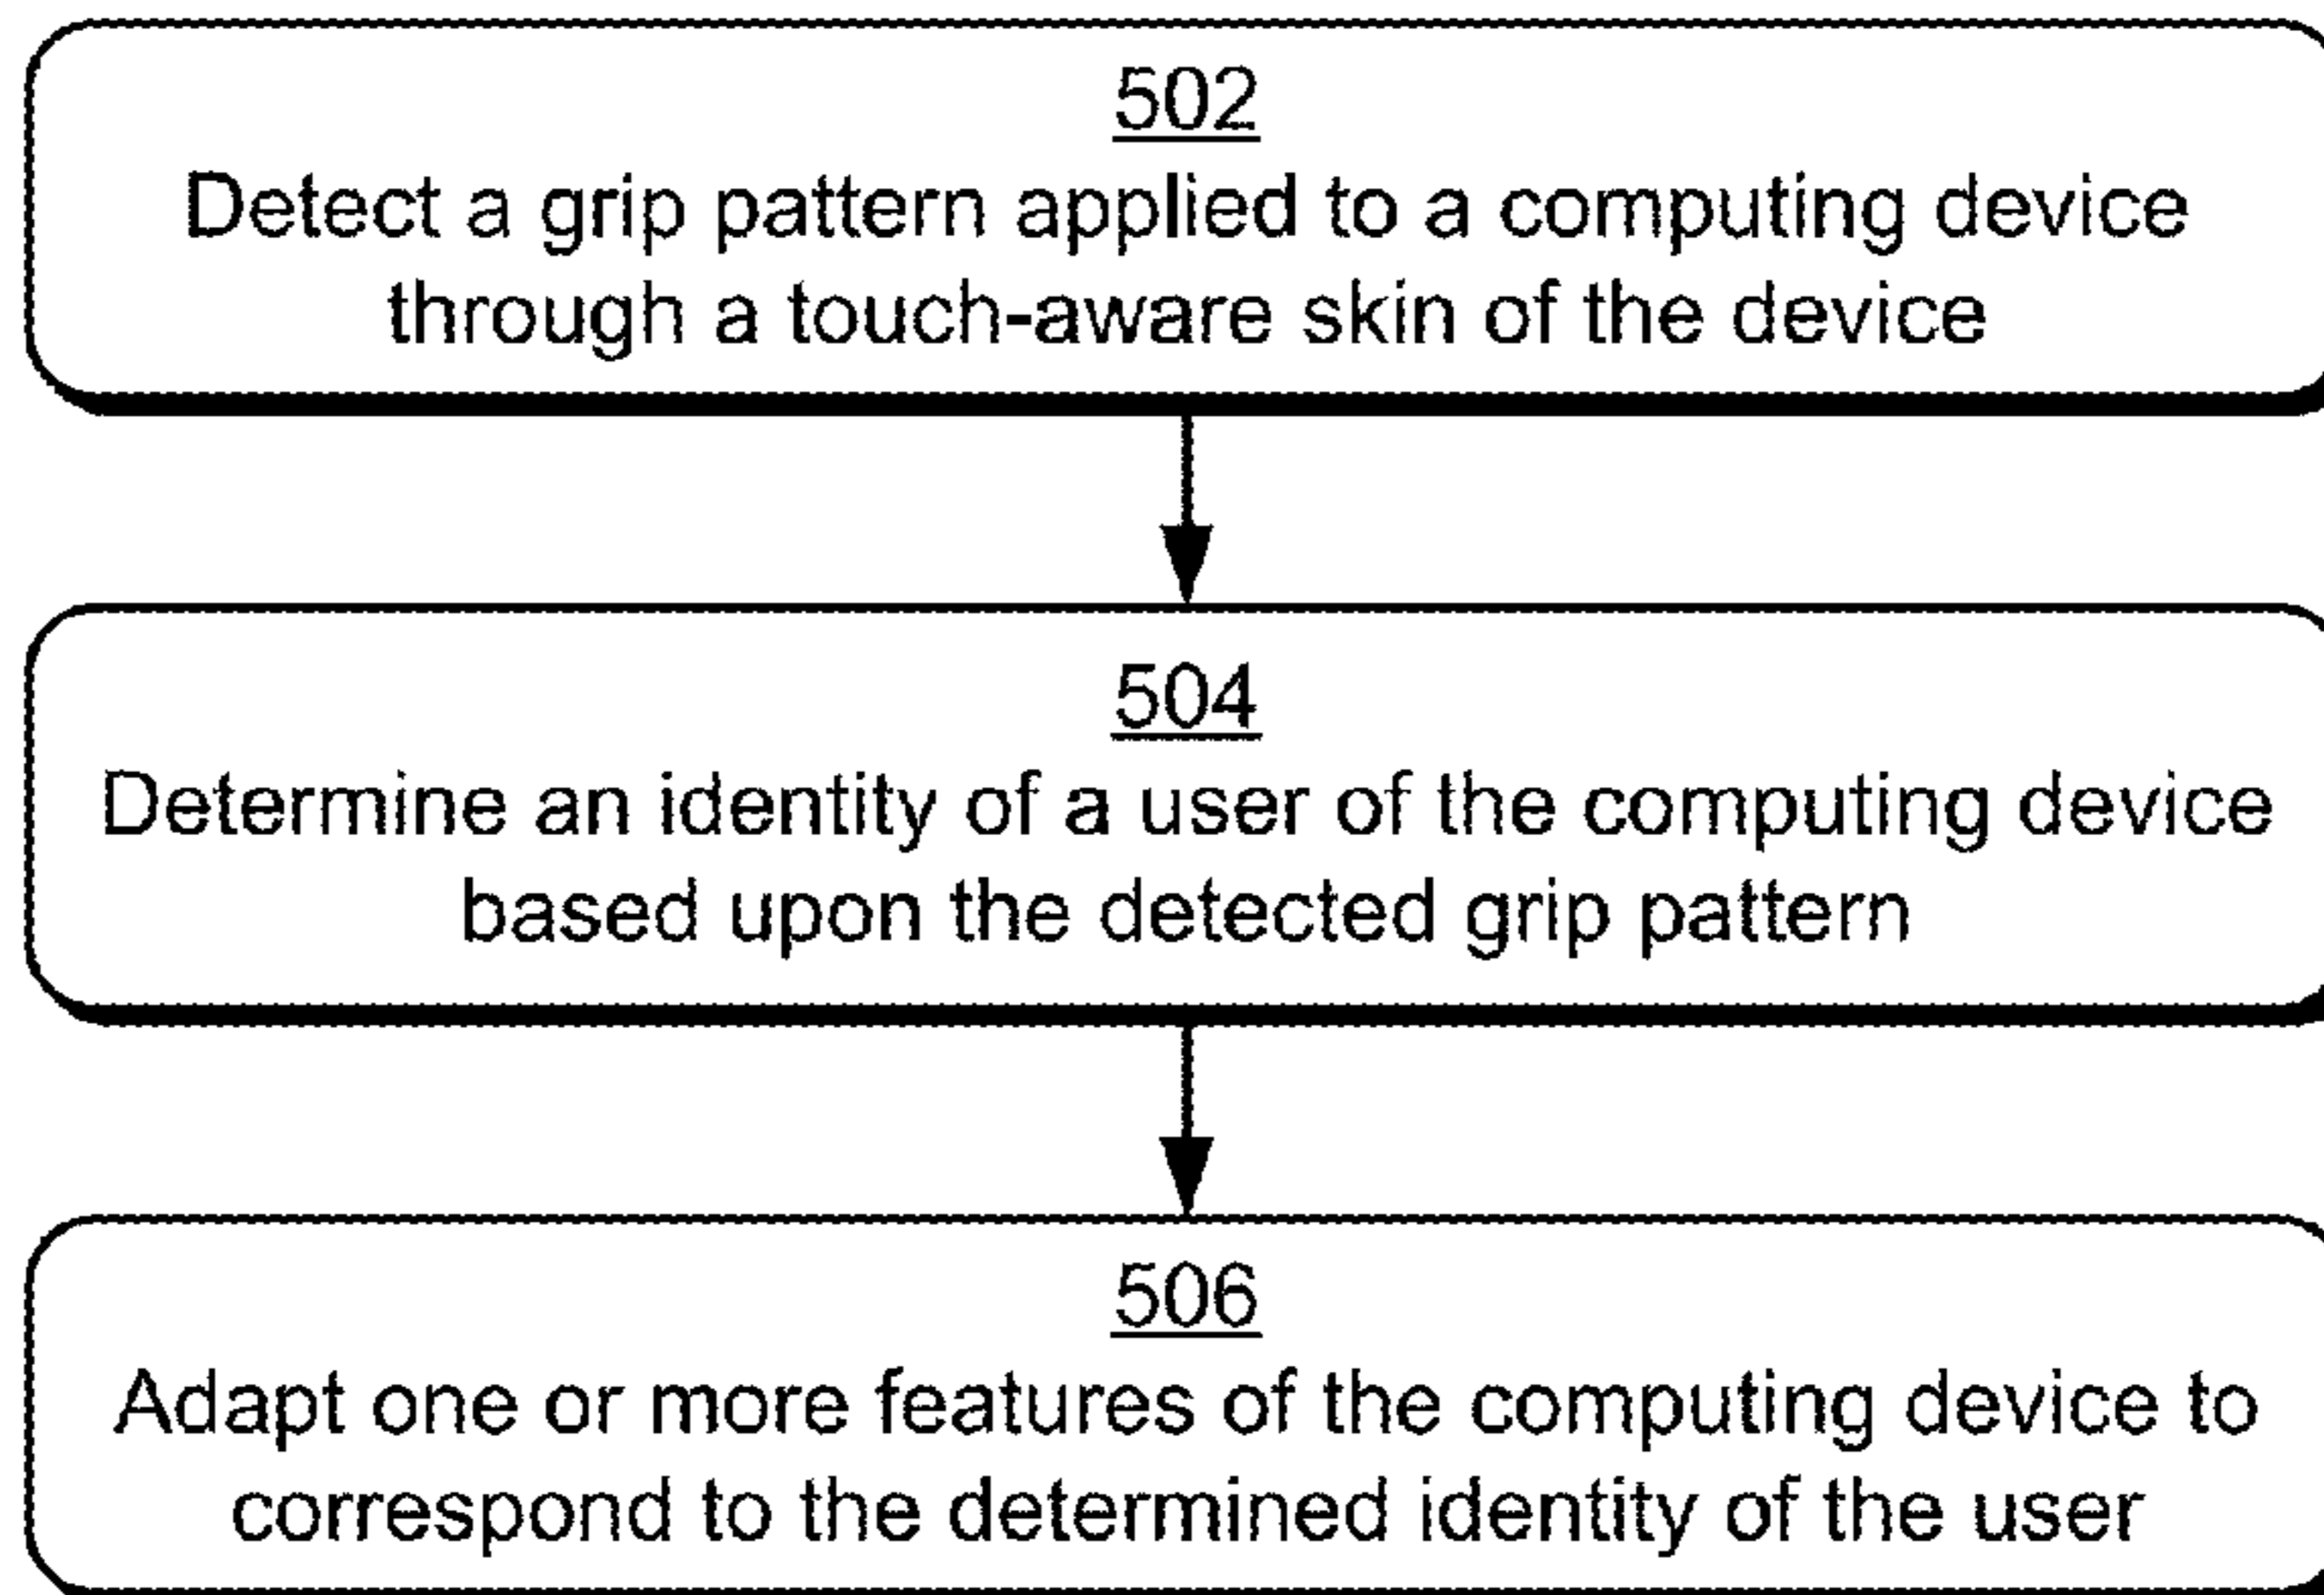 502
Detect a grip pattern applied to a computing device
through a touch-aware skin of the device
504
Determine an identity of a user of the computing device
based upon the detected grip pattern
506
Adapt one or more features of the computing device to
correspond to the determined identity of the user